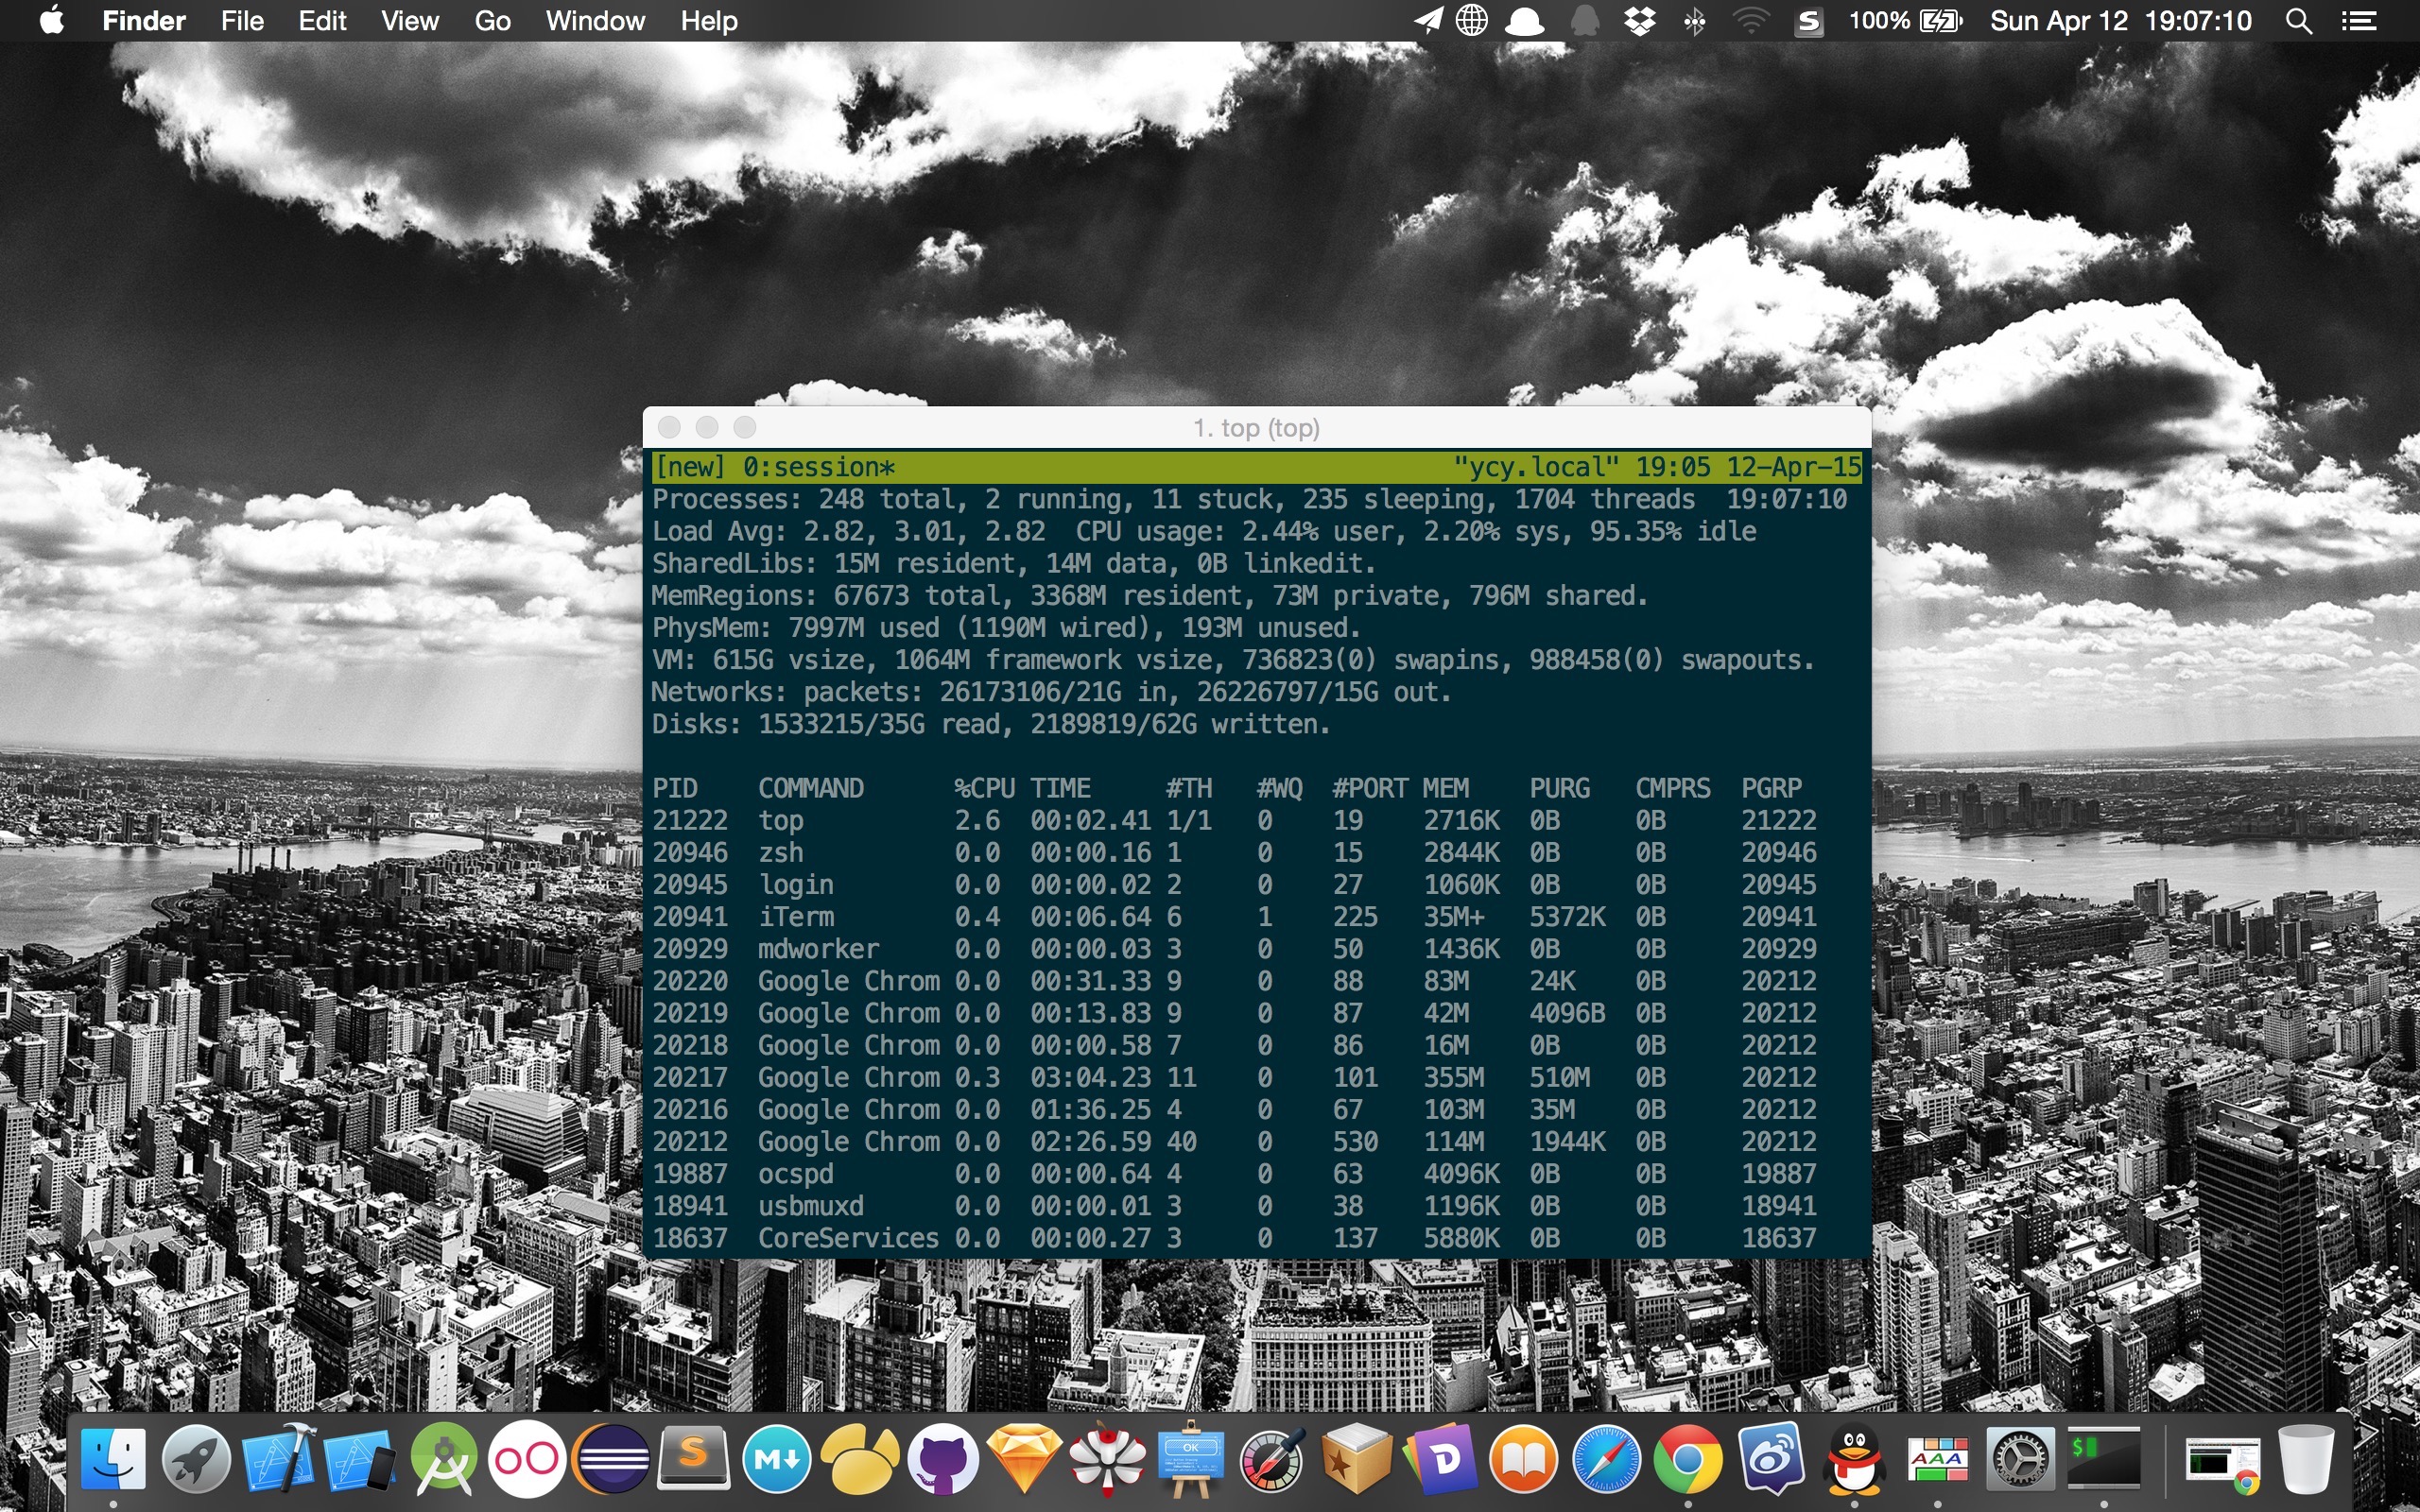 Finder File Edit View Go Window Help 100% Sun Apr 12 19:07:10
1. top (top)
[new] 0:session* "ycy.local" 19:05 12-Apr-15
Processes: 248 total, 2 running, 11 stuck, 235 sleeping, 1704 threads 19:07:10
Load Avg: 2.82, 3.01, 2.82 CPU usage: 2.44% user, 2.20% sys, 95.35% idle
SharedLibs: 15M resident, 14M data, 0B linkedit.
MemRegions: 67673 total, 3368M resident, 73M private, 796M shared.
PhysMem: 7997M used (1190M wired), 193M unused.
VM: 615G vsize, 1064M framework vsize, 736823(0) swapins, 988458(0) swapouts.
Networks: packets: 26173106/21G in, 26226797/15G out.
Disks: 1533215/35G read, 2189819/62G written.
PID COMMAND %CPU TIME #TH #WQ #PORT MEM PURG CMPRS PGRP
21222 top 2.6 00:02.41 1/1 0 19 2716K 0B 0B 21222
20946 zsh 0.0 00:00.16 1 0 15 2844K 0B 0B 20946
20945 login 0.0 00:00.02 2 0 27 1060K 0B 0B 20945
20941 iTerm 0.4 00:06.64 6 1 225 35M+ 5372K 0B 20941
20929 mdworker 0.0 00:00.03 3 0 50 1436K 0B 0B 20929
20220 Google Chrom 0.0 00:31.33 9 0 88 83M 24K 0B 20212
20219 Google Chrom 0.0 00:13.83 9 0 87 42M 4096B 0B 20212
20218 Google Chrom 0.0 00:00.58 7 0 86 16M 0B 0B 20212
20217 Google Chrom 0.3 03:04.23 11 0 101 355M 510M 0B 20212
20216 Google Chrom 0.0 01:36.25 4 0 67 103M 35M 0B 20212
20212 Google Chrom 0.0 02:26.59 40 0 530 114M 1944K 0B 20212
19887 ocspd 0.0 00:00.64 4 0 63 4096K 0B 0B 19887
18941 usbmuxd 0.0 00:00.01 3 0 38 1196K 0B 0B 18941
18637 CoreServices 0.0 00:00.27 3 0 137 5880K 0B 0B 18637
S M OK D AAA $